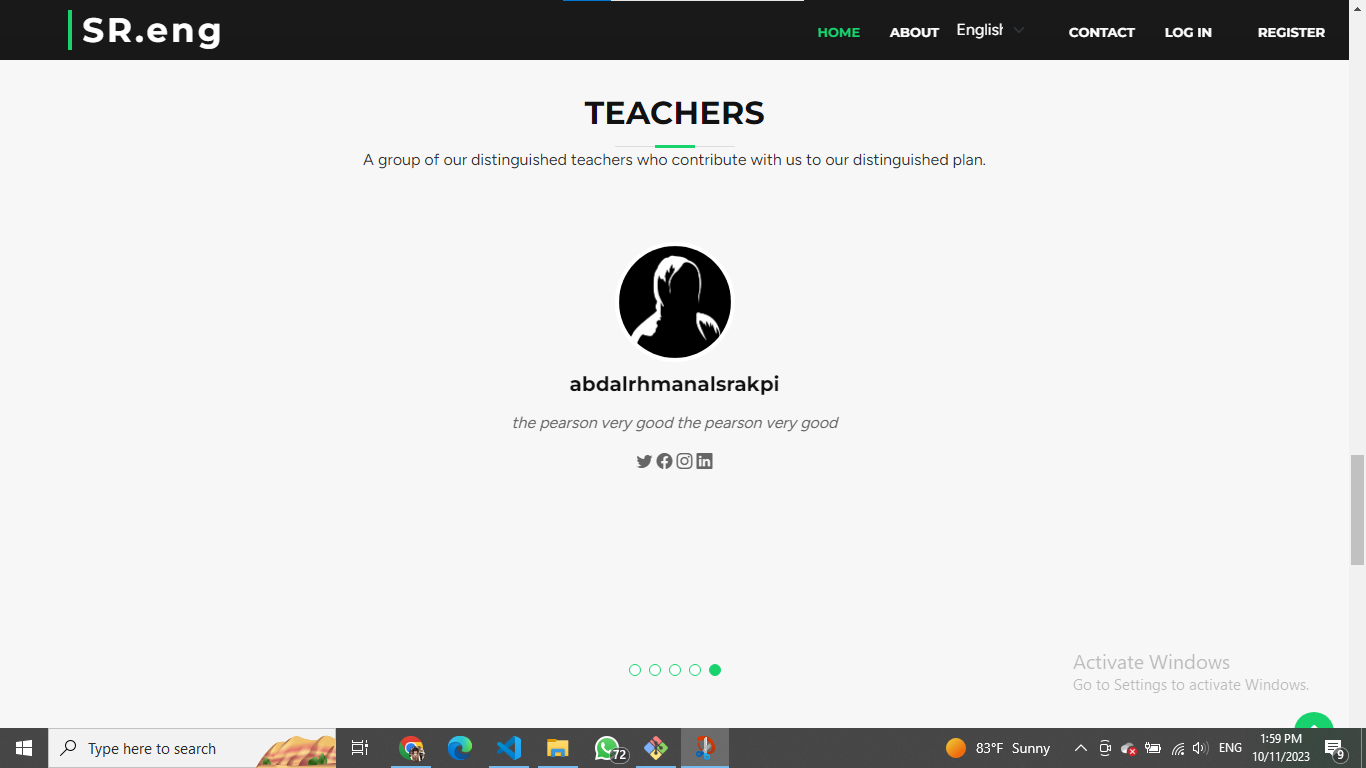 SR.eng
HOME ABOUT English CONTACT LOG IN REGISTER
TEACHERS
A group of our distinguished teachers who contribute with us to our distinguished plan.
abdalrhmanalsrakpi
the pearson very good the pearson very good
Activate Windows
Go to Settings to activate Windows.
Type here to search
72
83°F Sunny
ENG
1:59 PM
10/11/2023
9